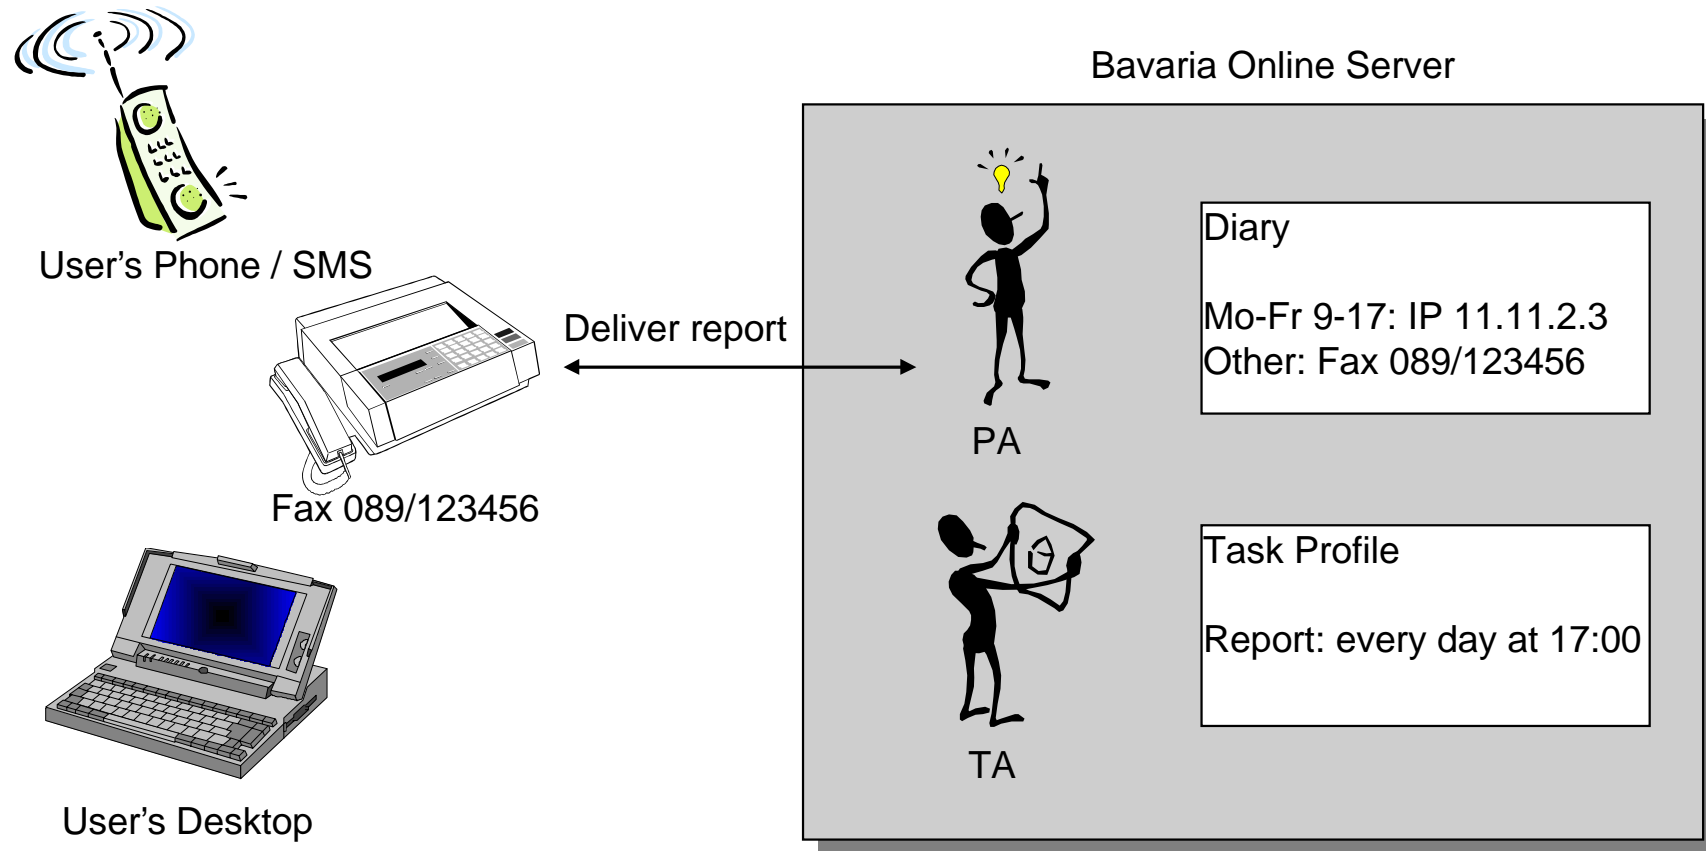 Bavaria Online Server
User's Phone / SMS
Deliver report
Fax 089/123456
User's Desktop
PA
Diary
Mo-Fr 9-17: IP 11.11.2.3
Other: Fax 089/123456
TA
Task Profile
Report: every day at 17:00